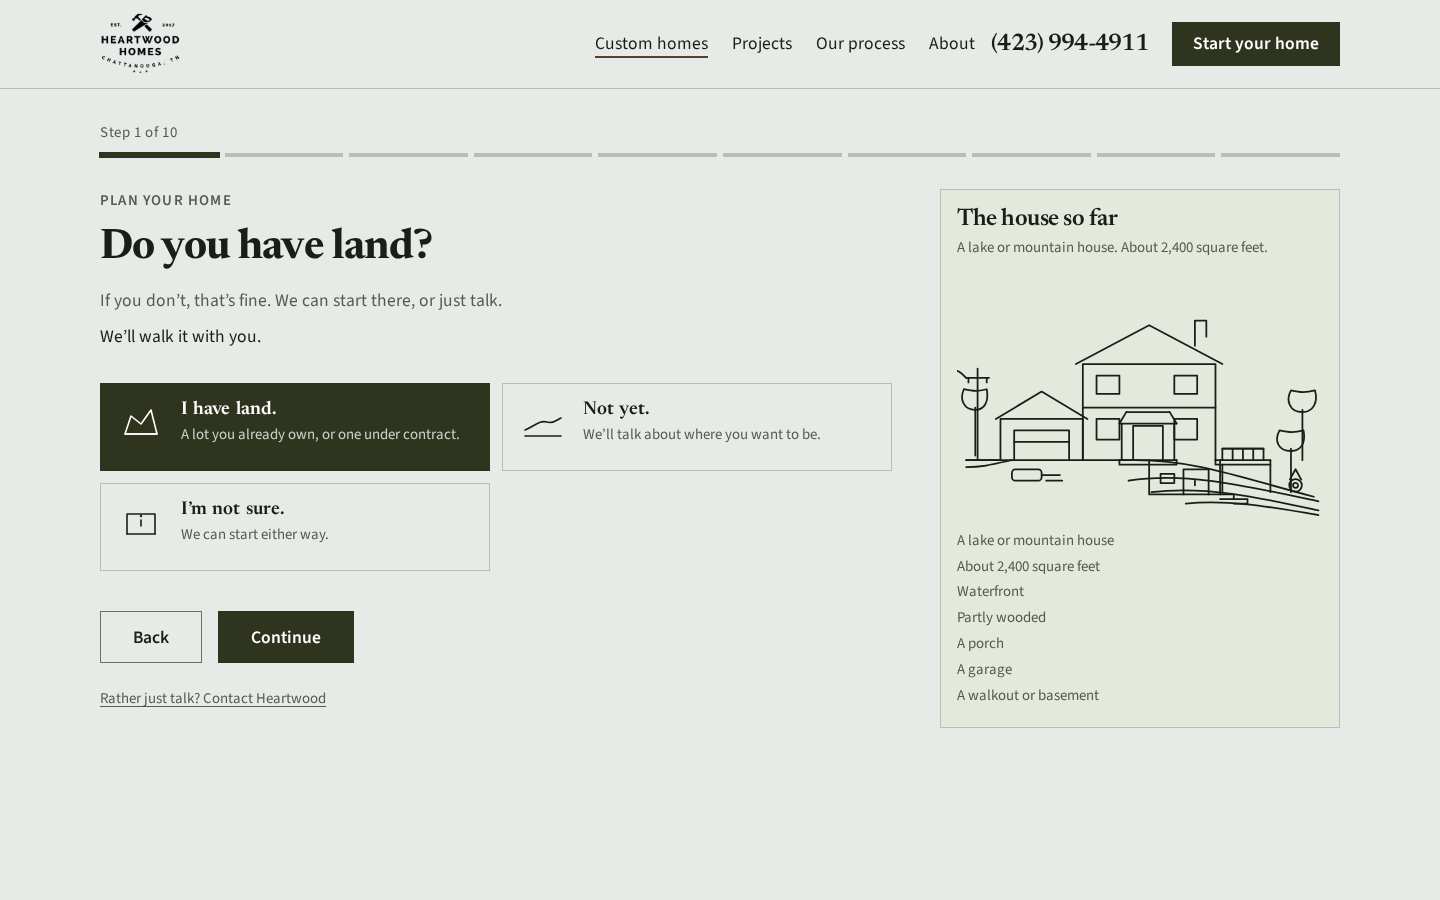 EST. 2017
HEARTWOOD
HOMES
CHATTANOOGA, TN
Custom homes
Projects
Our process
About
(423) 994-4911
Start your home
Step 1 of 10
PLAN YOUR HOME
Do you have land?
If you don’t, that’s fine. We can start there, or just talk.
We’ll walk it with you.
I have land.
A lot you already own, or one under contract.
Not yet.
We’ll talk about where you want to be.
I’m not sure.
We can start either way.
Back
Continue
Rather just talk? Contact Heartwood
The house so far
A lake or mountain house. About 2,400 square feet.
A lake or mountain house
About 2,400 square feet
Waterfront
Partly wooded
A porch
A garage
A walkout or basement